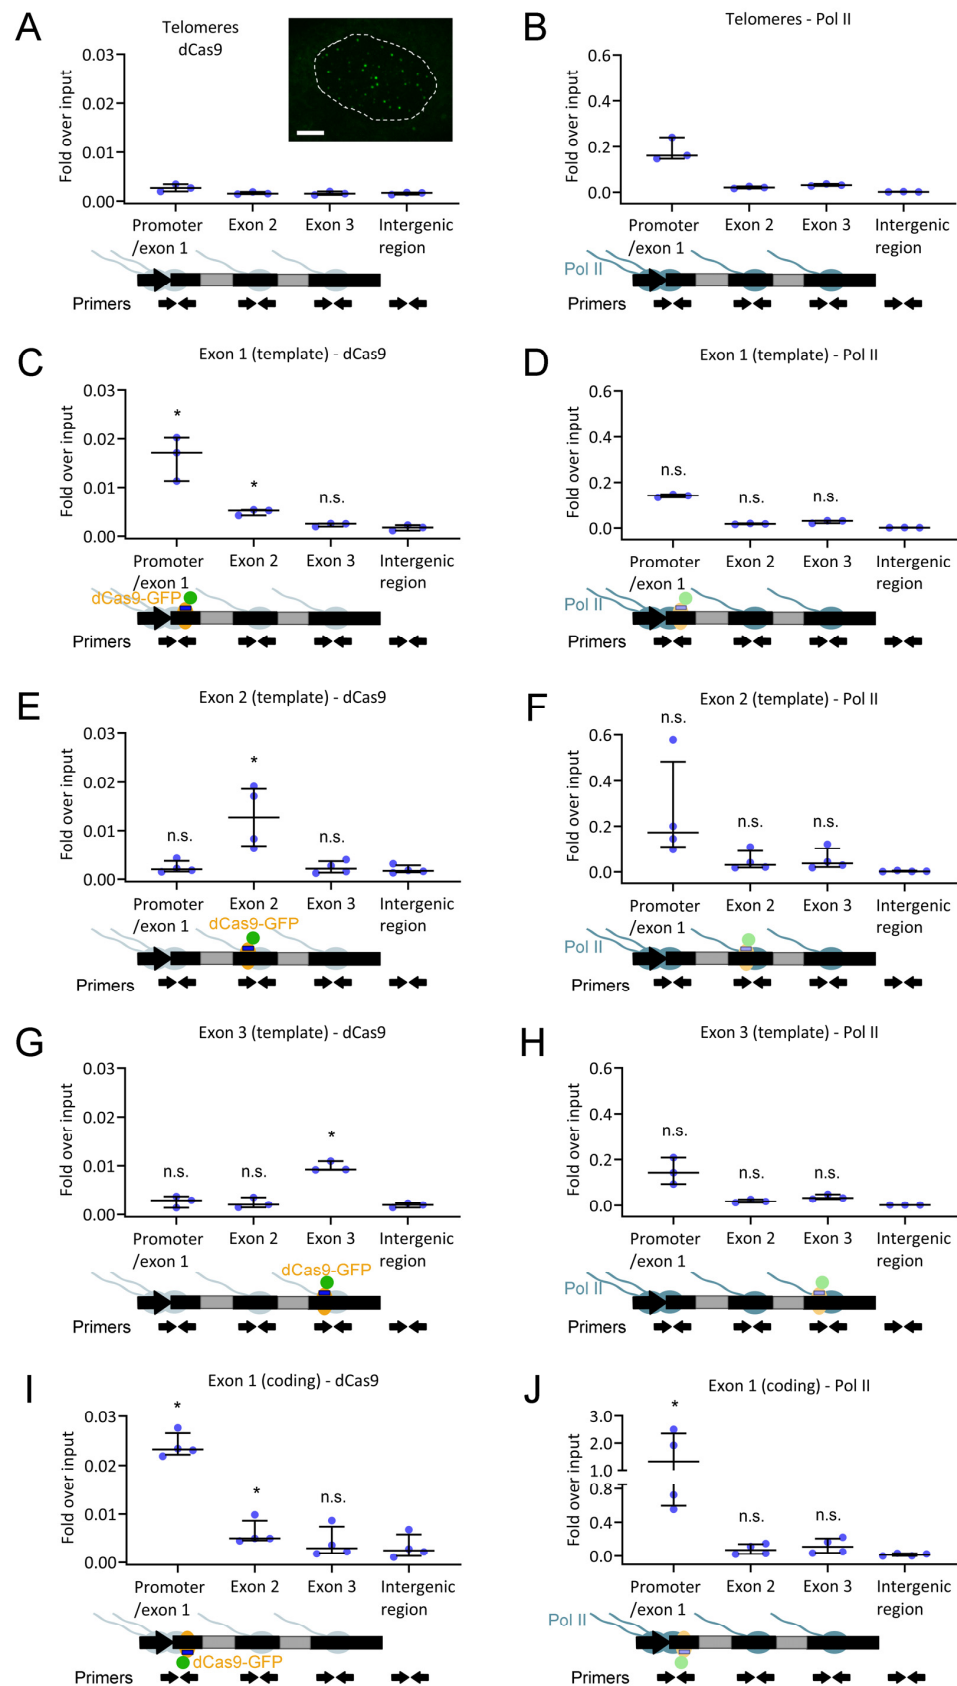 A
Telomeres
dCas9
Fold over input
0.03
0.02
0.01
0.00
Promoter
/exon 1
Exon 2
Exon 3
Intergenic
region
Primers
B
Telomeres - Pol II
Fold over input
0.6
0.4
0.2
0.0
Promoter
/exon 1
Exon 2
Exon 3
Intergenic
region
Pol II
Primers
C
Exon 1 (template) - dCas9
Fold over input
0.03
0.02
0.01
0.00
*
*
n.s.
Promoter
/exon 1
Exon 2
Exon 3
Intergenic
region
dCas9-GFP
Primers
D
Exon 1 (template) - Pol II
Fold over input
0.6
0.4
0.2
0.0
n.s.
n.s.
n.s.
Promoter
/exon 1
Exon 2
Exon 3
Intergenic
region
Pol II
Primers
E
Exon 2 (template) - dCas9
Fold over input
0.03
0.02
0.01
0.00
n.s.
*
n.s.
Promoter
/exon 1
Exon 2
Exon 3
Intergenic
region
dCas9-GFP
Primers
F
Exon 2 (template) - Pol II
Fold over input
0.6
0.4
0.2
0.0
n.s.
n.s.
n.s.
Promoter
/exon 1
Exon 2
Exon 3
Intergenic
region
Pol II
Primers
G
Exon 3 (template) - dCas9
Fold over input
0.03
0.02
0.01
0.00
n.s.
n.s.
*
Promoter
/exon 1
Exon 2
Exon 3
Intergenic
region
dCas9-GFP
Primers
H
Exon 3 (template) - Pol II
Fold over input
0.6
0.4
0.2
0.0
n.s.
n.s.
n.s.
Promoter
/exon 1
Exon 2
Exon 3
Intergenic
region
Pol II
Primers
I
Exon 1 (coding) - dCas9
Fold over input
0.03
0.02
0.01
0.00
*
*
n.s.
Promoter
/exon 1
Exon 2
Exon 3
Intergenic
region
dCas9-GFP
Primers
J
Exon 1 (coding) - Pol II
Fold over input
3.0
2.0
1.0
0.8
0.4
0.0
*
n.s.
n.s.
Promoter
/exon 1
Exon 2
Exon 3
Intergenic
region
Pol II
Primers